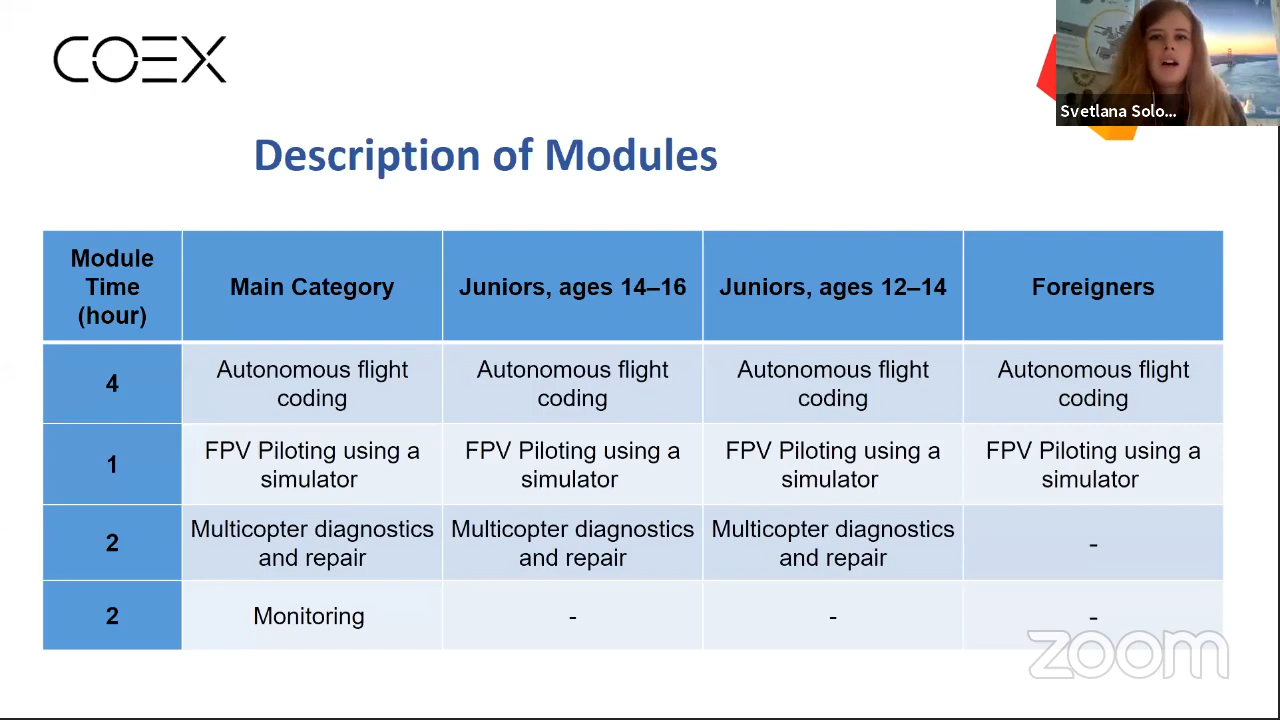 COEX
Svetlana Solo...
Description of Modules
Module
Time
(hour)
Main Category
Juniors, ages 14–16
Juniors, ages 12–14
Foreigners
4
Autonomous flight
coding
Autonomous flight
coding
Autonomous flight
coding
Autonomous flight
coding
1
FPV Piloting using a
simulator
FPV Piloting using a
simulator
FPV Piloting using a
simulator
FPV Piloting using a
simulator
2
Multicopter diagnostics
and repair
Multicopter diagnostics
and repair
Multicopter diagnostics
and repair
-
2
Monitoring
-
-
-
zoom